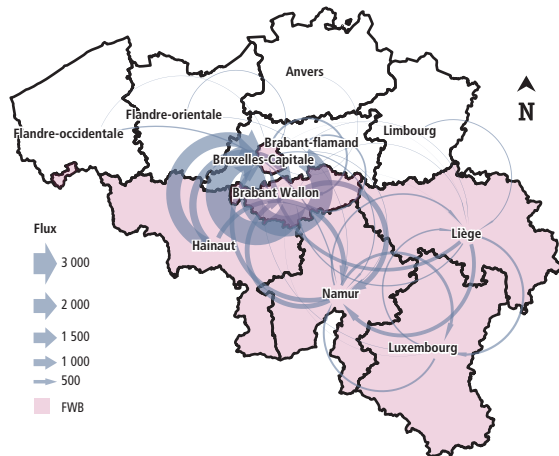 Anvers
N
Flandre-orientale
Flandre-occidentale
Limbourg
Brabant-flamand
Bruxelles-Capitale
Brabant Wallon
Liège
Hainaut
Namur
Luxembourg
Flux
3 000
2 000
1 500
1 000
500
FWB